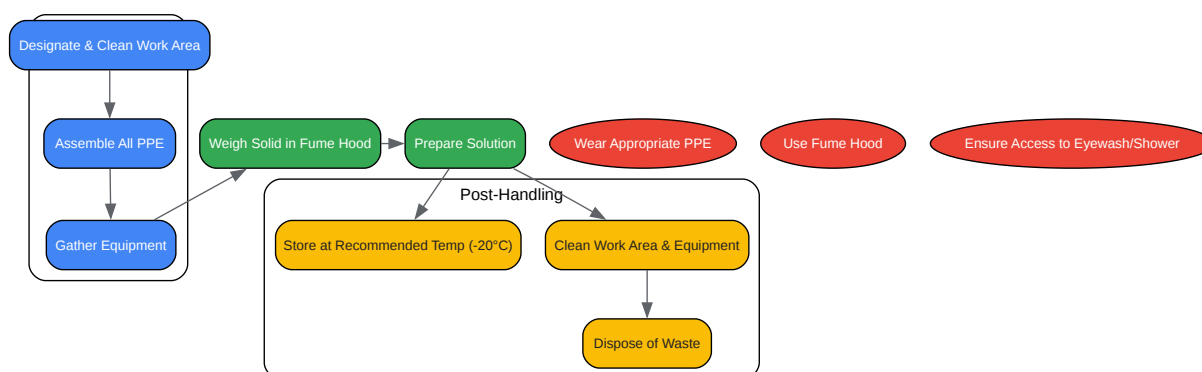 Designate & Clean Work Area
Assemble All PPE
Weigh Solid in Fume Hood
Prepare Solution
Wear Appropriate PPE
Use Fume Hood
Ensure Access to Eyewash/Shower
Post-Handling
Gather Equipment
Store at Recommended Temp (-20°C)
Clean Work Area & Equipment
Dispose of Waste